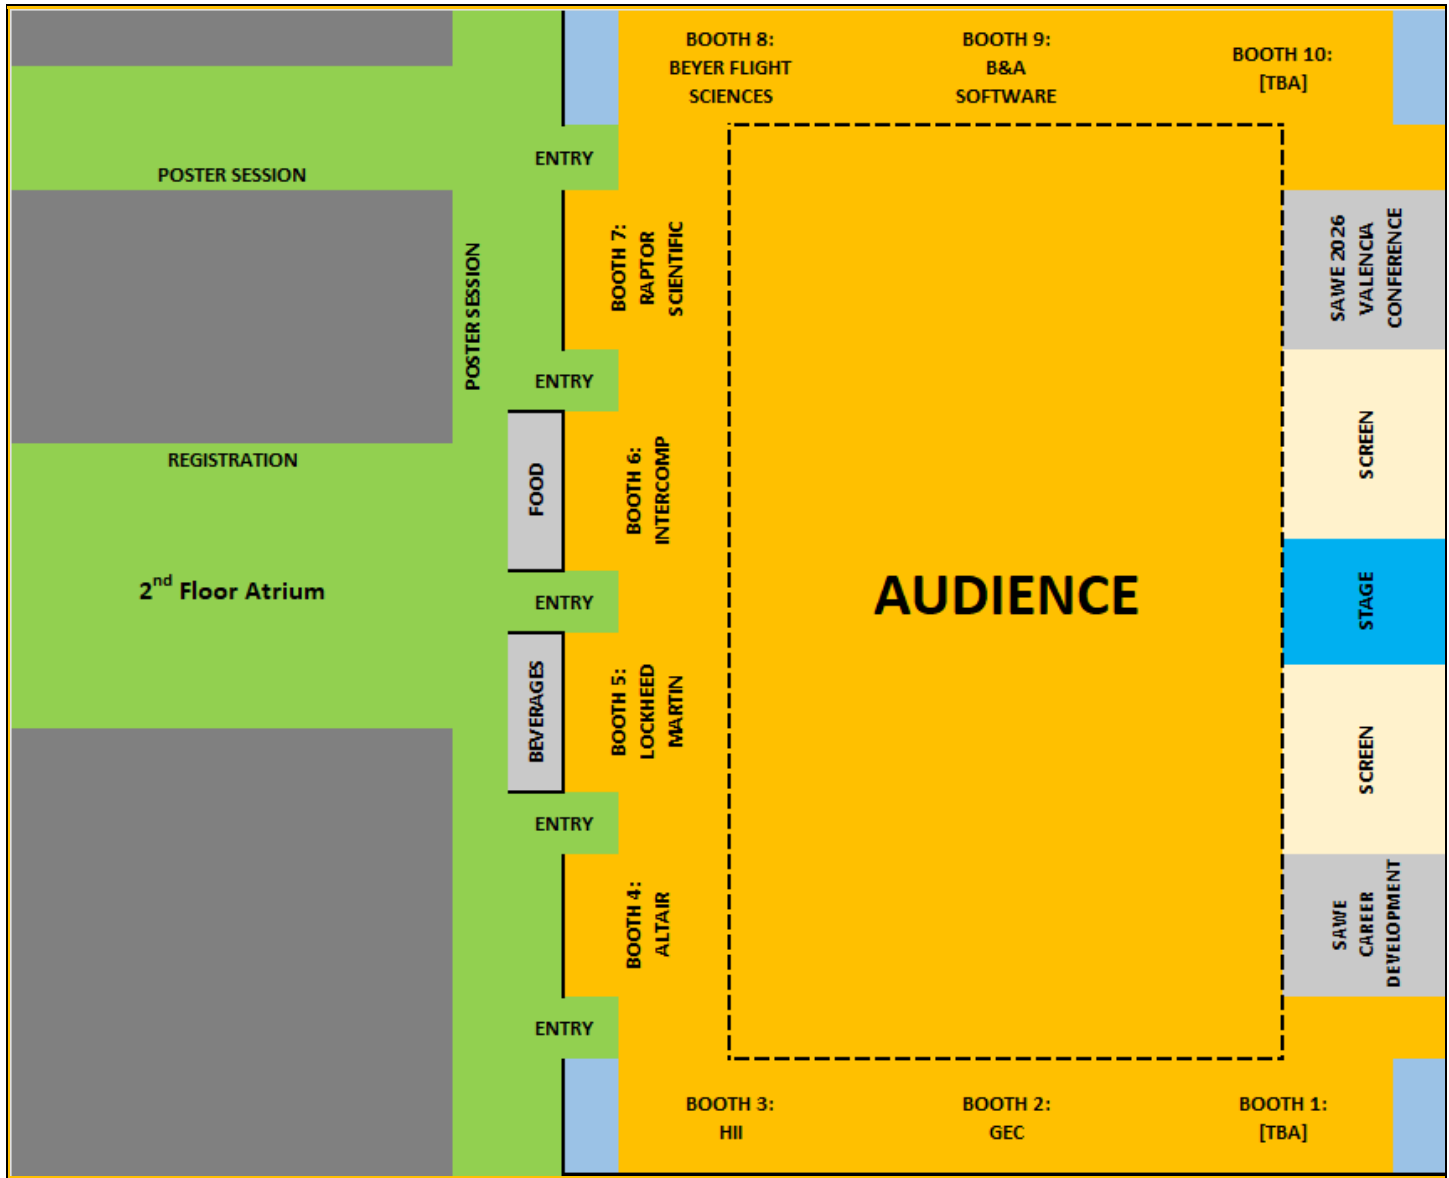 BOOTH 8:
BEYER FLIGHT
SCIENCES
BOOTH 9:
B&A
SOFTWARE
BOOTH 10:
[TBA]
ENTRY
POSTER SESSION
POSTER SESSION
BOOTH 7:
RAPTOR
SCIENTIFIC
SAWE 2026
VALENCIA
CONFERENCE
ENTRY
REGISTRATION
FOOD
BOOTH 6:
INTERCOMP
SCREEN
2nd Floor Atrium
ENTRY
AUDIENCE
STAGE
BEVERAGES
BOOTH 5:
LOCKHEED
MARTIN
SCREEN
ENTRY
BOOTH 4:
ALTAIR
SAWE
CAREER
DEVELOPMENT
ENTRY
BOOTH 3:
HII
BOOTH 2:
GEC
BOOTH 1:
[TBA]